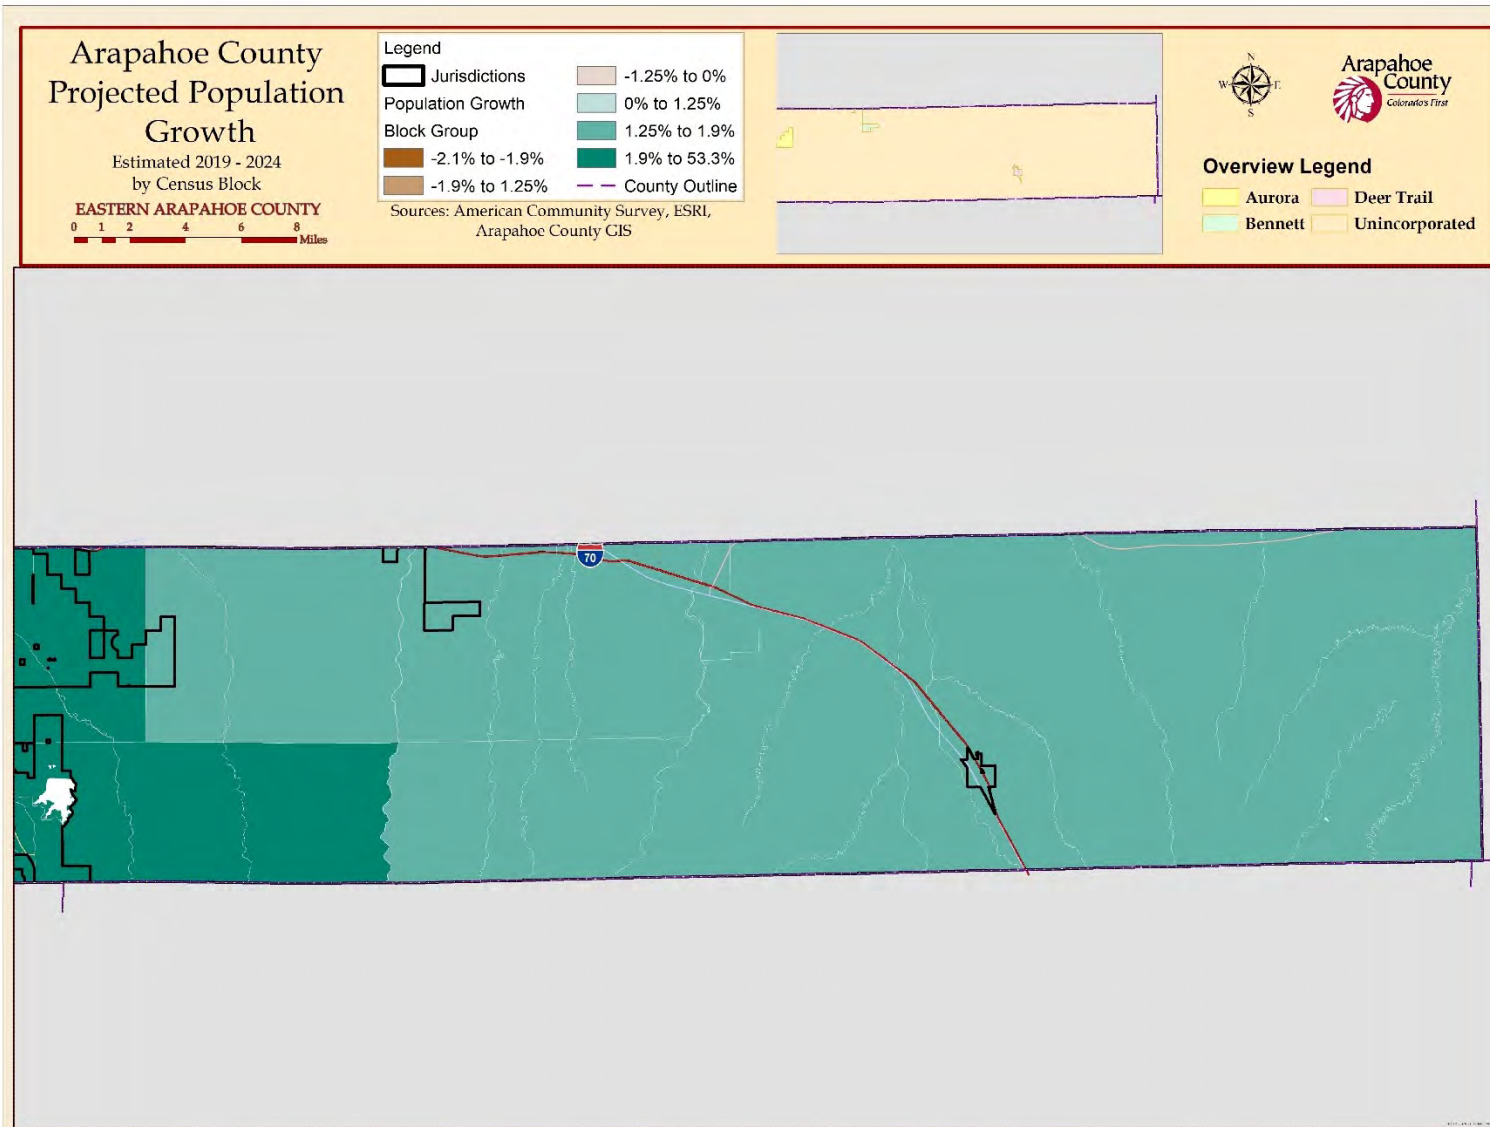 Arapahoe County
Projected Population
Growth
Estimated 2019 - 2024
by Census Block
EASTERN ARAPAHOE COUNTY
0 1 2 4 6 8
Miles
Legend
Jurisdictions
Population Growth
Block Group
-2.1% to -1.9%
-1.9% to 1.25%
-1.25% to 0%
0% to 1.25%
1.25% to 1.9%
1.9% to 53.3%
County Outline
Sources: American Community Survey, ESRI,
Arapahoe County GIS
N
W E
S
Arapahoe
County
Colorado's First
Overview Legend
Aurora
Deer Trail
Bennett
Unincorporated
70